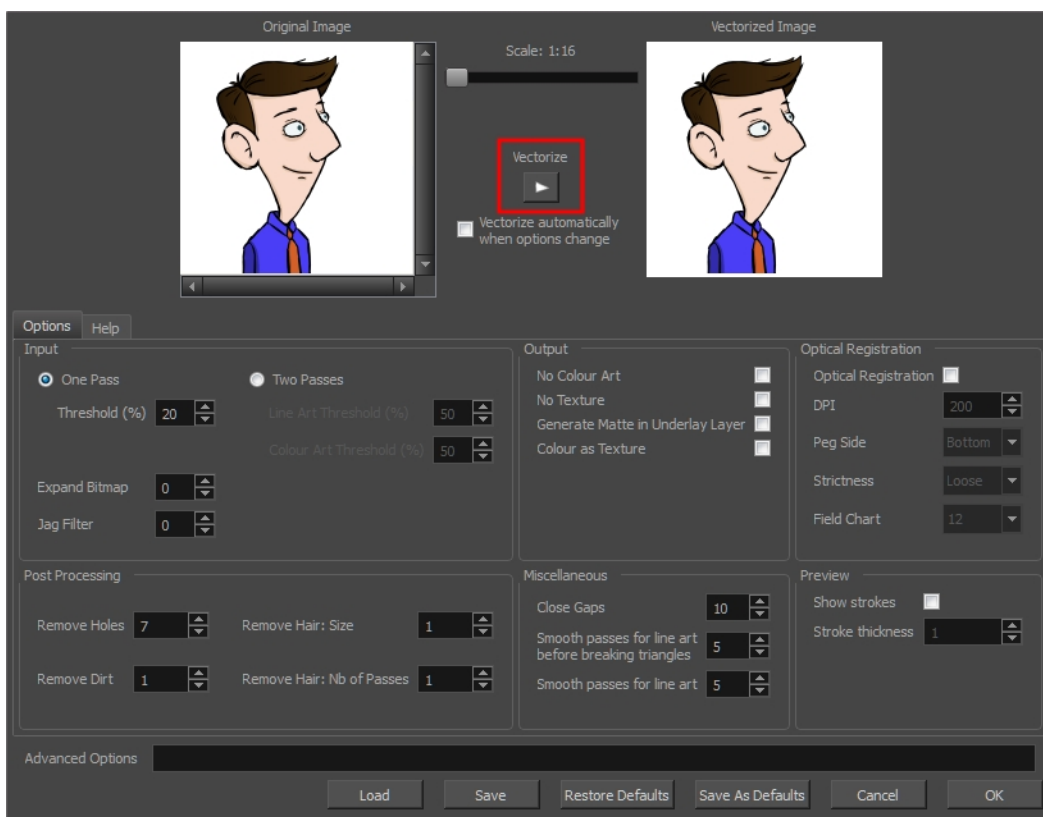 Original Image
Vectorized Image
Scale: 1:16
Vectorize
Vectorize automatically
when options change
Options
Help
Input
One Pass
Two Passes
Threshold (%) 20
Line Art Threshold (%) 50
Colour Art Threshold (%) 50
Expand Bitmap 0
Jag Filter 0
Output
No Colour Art
No Texture
Generate Matte in Underlay Layer
Colour as Texture
Optical Registration
Optical Registration
DPI 200
Peg Side Bottom
Strictness Loose
Field Chart 12
Post Processing
Remove Holes 7
Remove Hair: Size 1
Remove Dirt 1
Remove Hair: Nb of Passes 1
Miscellaneous
Close Gaps 10
Smooth passes for line art
before breaking triangles 5
Smooth passes for line art 5
Preview
Show strokes
Stroke thickness 1
Advanced Options
Load
Save
Restore Defaults
Save As Defaults
Cancel
OK